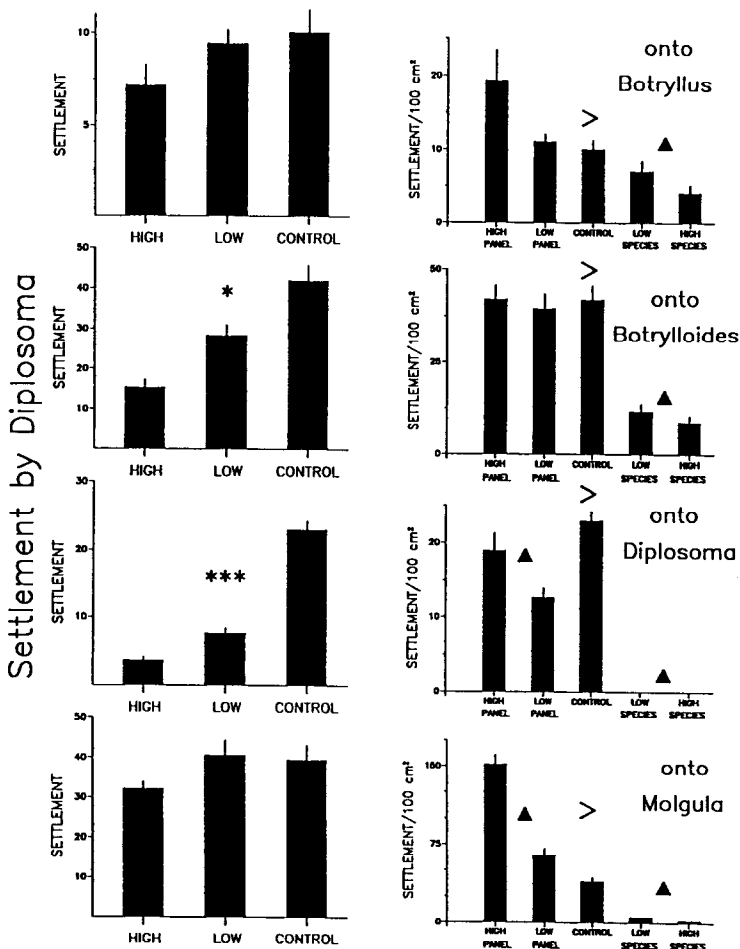 Settlement by Diplosoma
SETTLEMENT
10
5
HIGH LOW CONTROL
SETTLEMENT/100 cm²
20
10
0
onto
Botryllus
>
▲
HIGH PANEL LOW PANEL CONTROL LOW SPECIES HIGH SPECIES
SETTLEMENT
50
40
30
20
10
*
HIGH LOW CONTROL
SETTLEMENT/100 cm²
50
25
0
>
onto
Botrylloides
▲
HIGH PANEL LOW PANEL CONTROL LOW SPECIES HIGH SPECIES
SETTLEMENT
30
20
10
***
HIGH LOW CONTROL
SETTLEMENT/100 cm²
20
10
0
>
onto
Diplosoma
▲
▲
HIGH PANEL LOW PANEL CONTROL LOW SPECIES HIGH SPECIES
SETTLEMENT
50
40
30
20
10
HIGH LOW CONTROL
SETTLEMENT/100 cm²
150
75
0
onto
Molgula
▲ >
▲
HIGH PANEL LOW PANEL CONTROL LOW SPECIES HIGH SPECIES